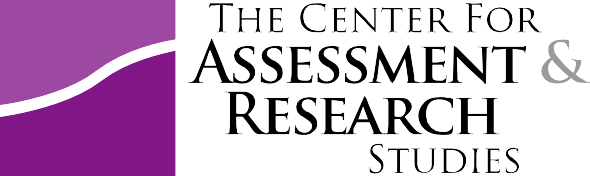 The Center For
Assessment &
Research
Studies